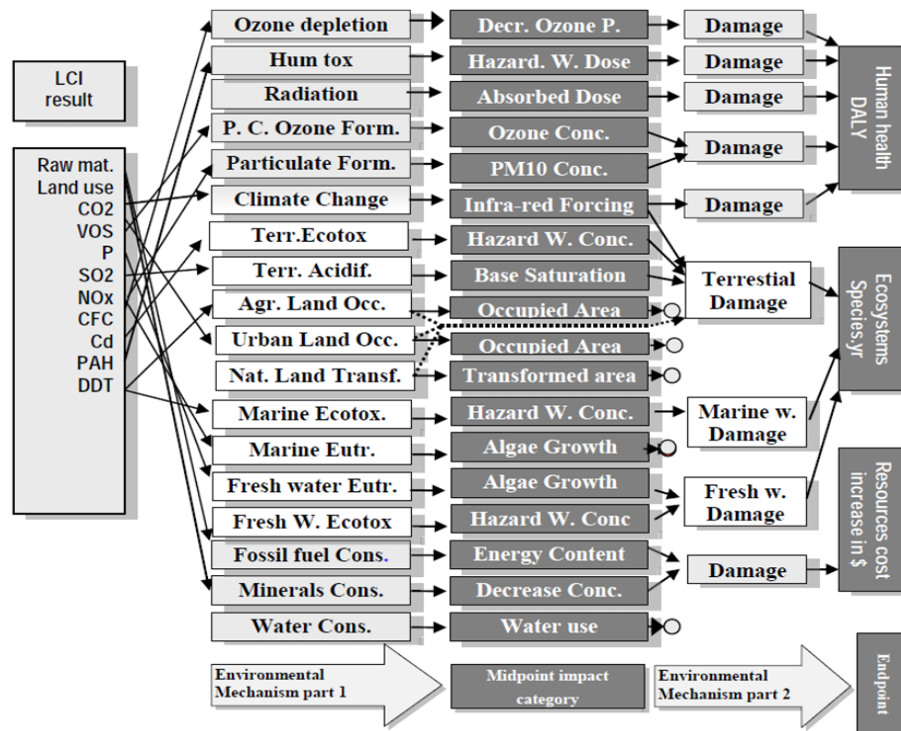 LCI
result
Raw mat.
Land use
CO2
VOS
P
SO2
NOx
CFC
Cd
PAH
DDT
Ozone depletion
Hum tox
Radiation
P. C. Ozone Form.
Particulate Form.
Climate Change
Terr.Ecotox
Terr. Acidif.
Agr. Land Occ.
Urban Land Occ.
Nat. Land Transf.
Marine Ecotox.
Marine Eutr.
Fresh water Eutr.
Fresh W. Ecotox
Fossil fuel Cons.
Minerals Cons.
Water Cons.
Decr. Ozone P.
Hazard. W. Dose
Absorbed Dose
Ozone Conc.
PM10 Conc.
Infra-red Forcing
Hazard W. Conc.
Base Saturation
Occupied Area
Occupied Area
Transformed area
Hazard W. Conc.
Algae Growth
Algae Growth
Hazard W. Conc
Energy Content
Decrease Conc.
Water use
Damage
Damage
Damage
Damage
Damage
Terrestial
Damage
Marine w.
Damage
Fresh w.
Damage
Damage
Human health
DALY
Ecosystems
Species.yr
Resources cost
increase in $
Environmental
Mechanism part 1
Midpoint impact
category
Environmental
Mechanism part 2
Endpoint